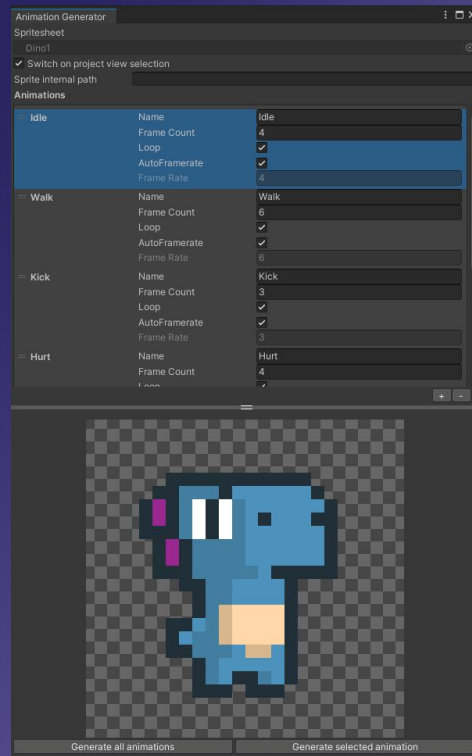 Animation Generator
Spritesheet
Dino1
Switch on project view selection
Sprite internal path
Animations
Idle Name Idle
Frame Count 4
Loop
AutoFramerate
Frame Rate 4
Walk Name Walk
Frame Count 6
Loop
AutoFramerate
Frame Rate 6
Kick Name Kick
Frame Count 3
Loop
AutoFramerate
Frame Rate 3
Hurt Name Hurt
Frame Count 4
Loop
+ -
Generate all animations Generate selected animation